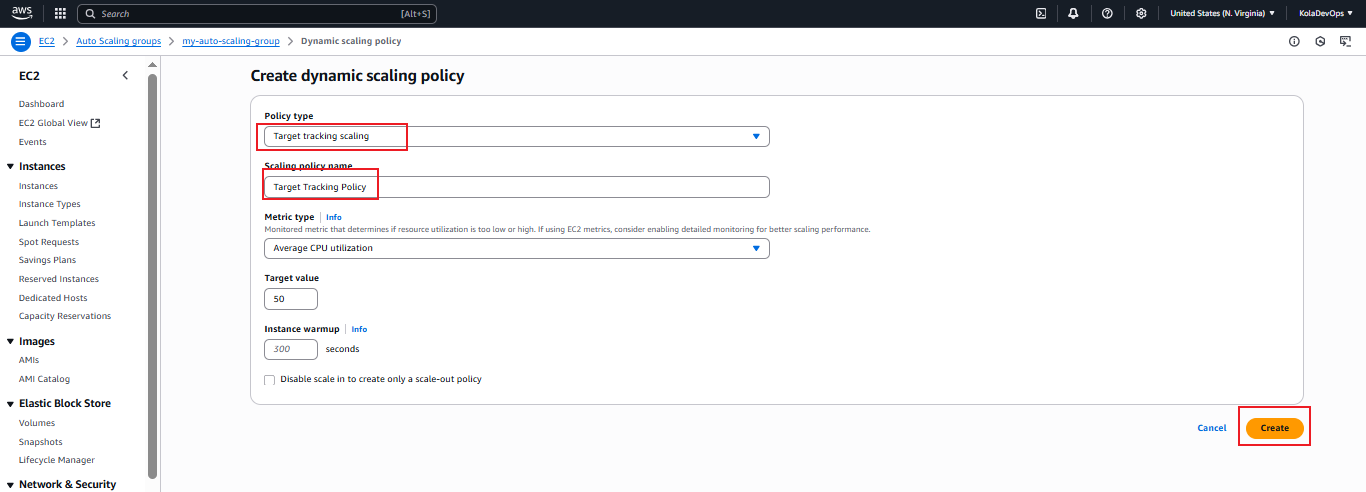 aws
Search
[Alt+S]
United States (N. Virginia)
KolaDevOps
EC2
Auto Scaling groups
my-auto-scaling-group
Dynamic scaling policy
EC2
Dashboard
EC2 Global View
Events
Instances
Instances
Instance Types
Launch Templates
Spot Requests
Savings Plans
Reserved Instances
Dedicated Hosts
Capacity Reservations
Images
AMIs
AMI Catalog
Elastic Block Store
Volumes
Snapshots
Lifecycle Manager
Network & Security
Create dynamic scaling policy
Policy type
Target tracking scaling
Scaling policy name
Target Tracking Policy
Metric type | Info
Monitored metric that determines if resource utilization is too low or high. If using EC2 metrics, consider enabling detailed monitoring for better scaling performance.
Average CPU utilization
Target value
50
Instance warmup | Info
300 seconds
Disable scale in to create only a scale-out policy
Cancel
Create